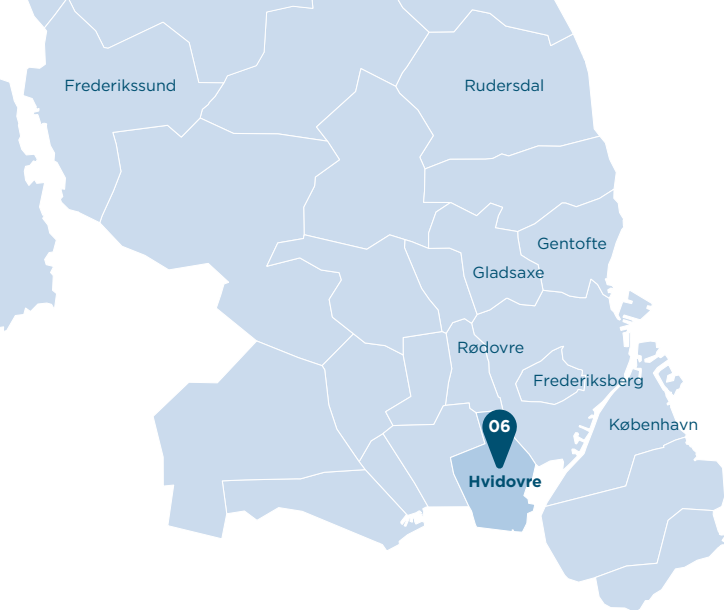 Frederikssund
Rudersdal
Gentofte
Gladsaxe
Rødovre
Frederiksberg
København
06
Hvidovre